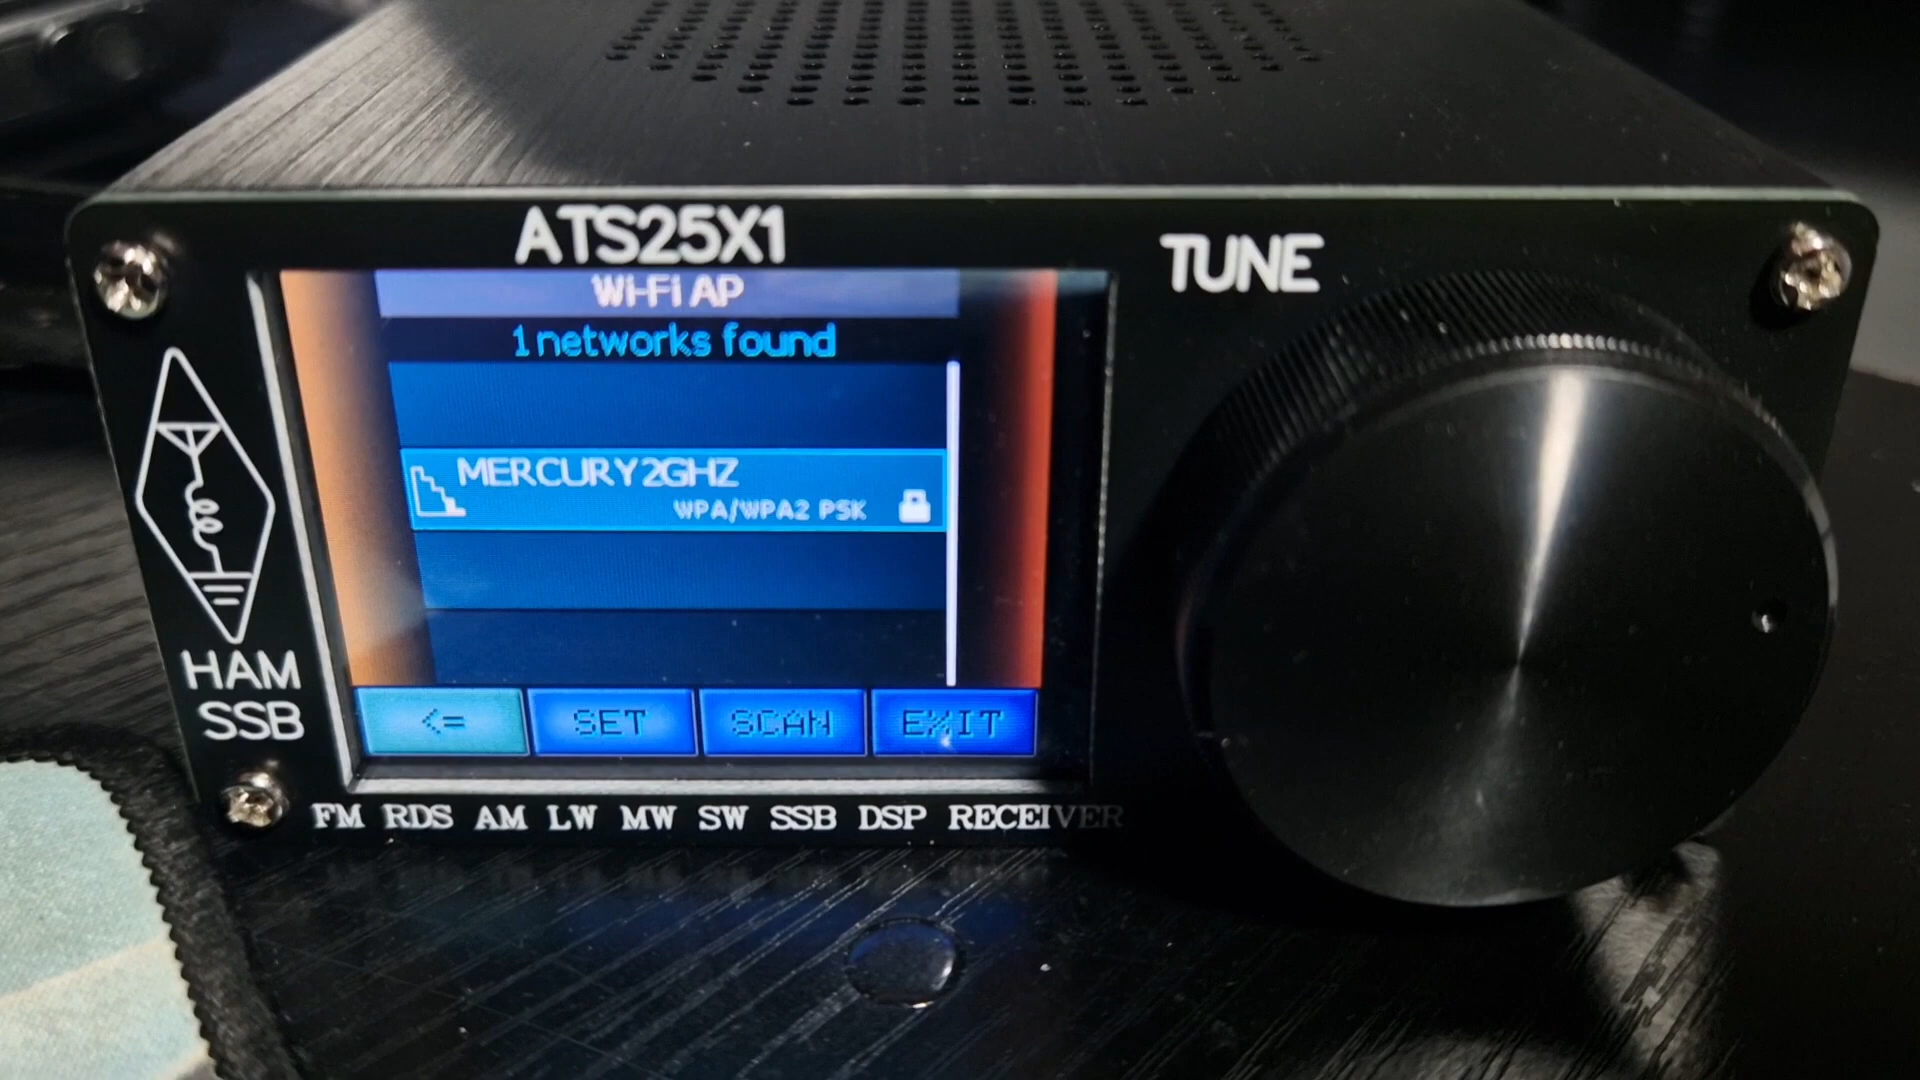 ATS25X1
TUNE
Wi-Fi AP
1 networks found
MERCURY2GHZ
WPA/WPA2 PSK
<= SET SCAN EXIT
HAM
SSB
FM RDS AM LW MW SW SSB DSP RECEIVER